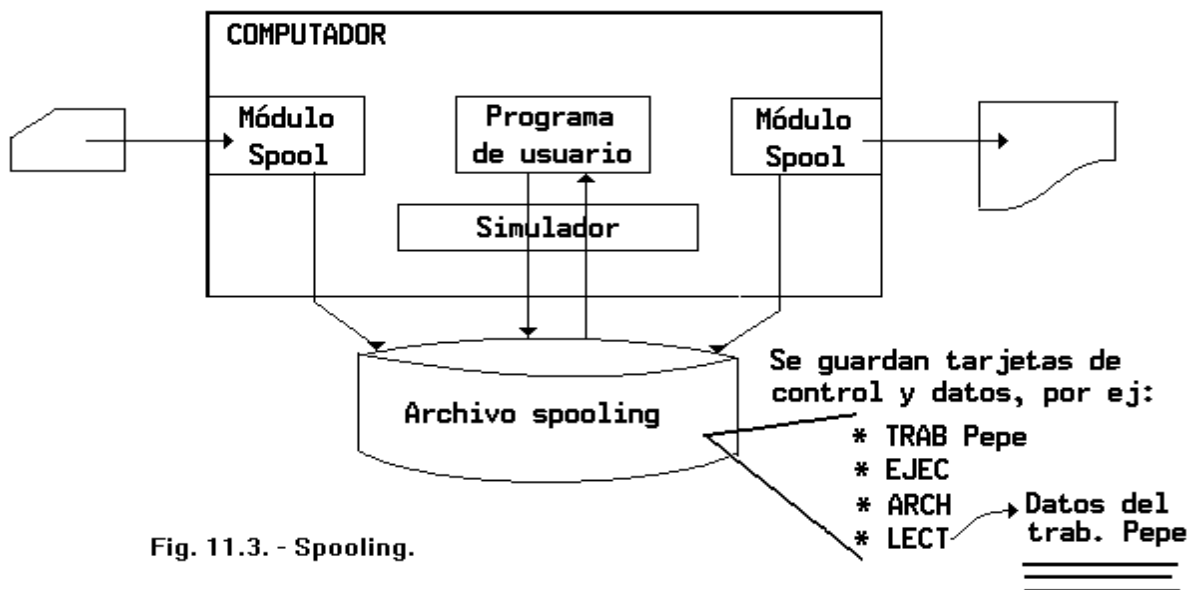 COMPUTADOR
Módulo
Spool
Programa
de usuario
Módulo
Spool
Simulador
Archivo spooling
Se guardan tarjetas de
control y datos, por ej:
* TRAB Pepe
* EJEC
* ARCH
* LECT
Datos del
trab. Pepe
Fig. 11.3. - Spooling.